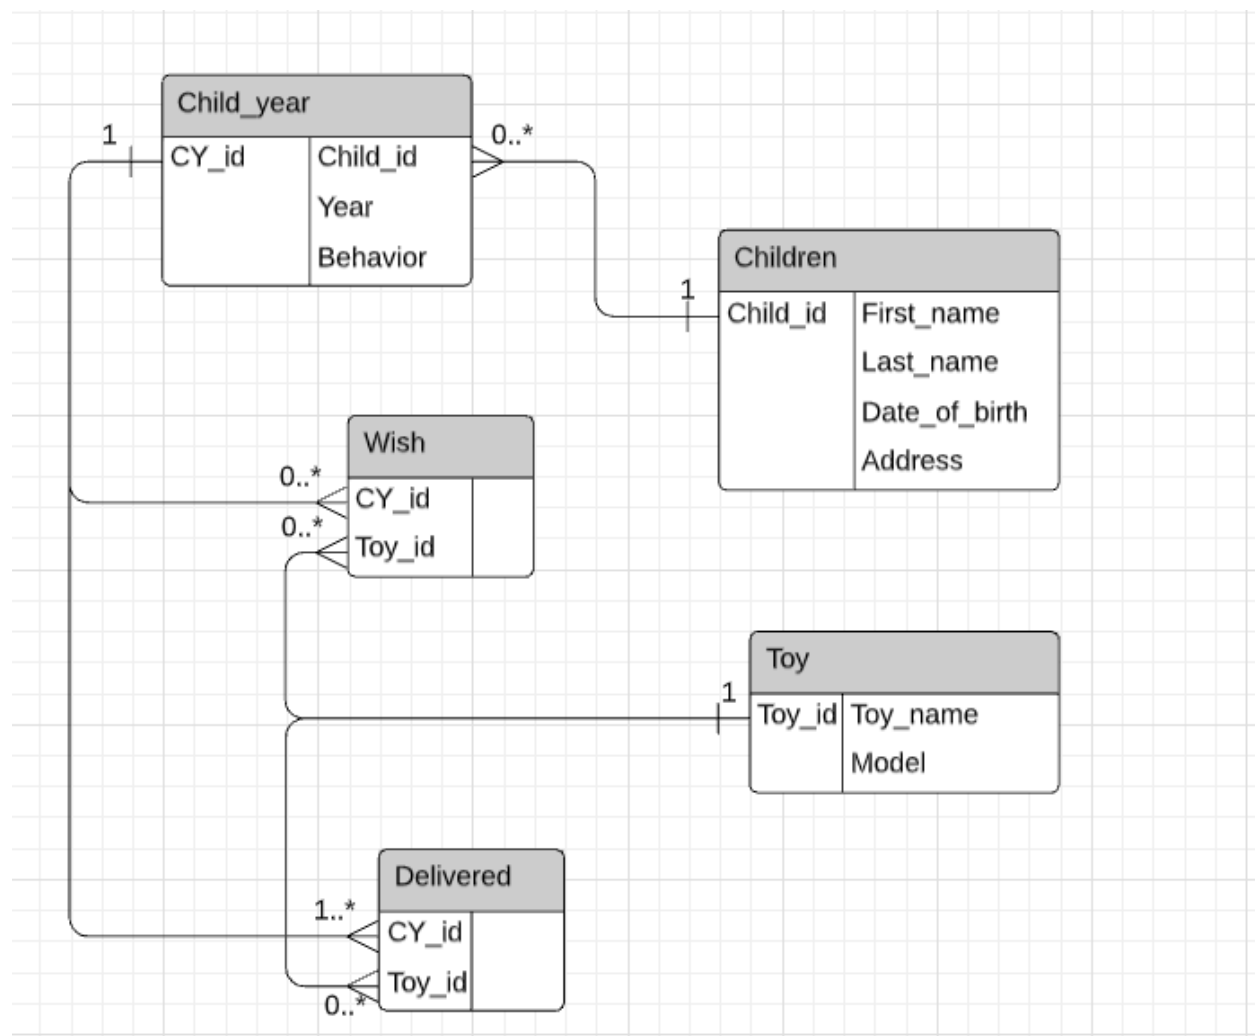 Child_year
1
0..*
CY_id
Child_id
Year
Behavior
Children
1
Child_id
First_name
Last_name
Date_of_birth
Address
Wish
0..*
CY_id
0..*
Toy_id
Toy
1
Toy_id
Toy_name
Model
Delivered
1..*
CY_id
Toy_id
0..*